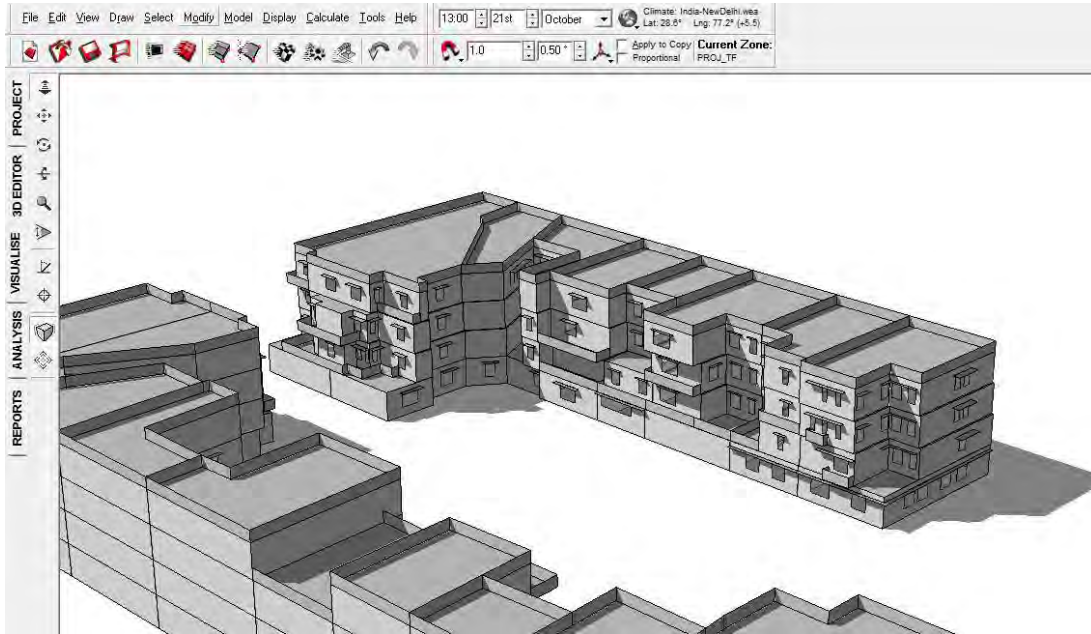 File Edit View Draw Select Modify Model Display Calculate Tools Help
13:00 21st October
Climate: India-NewDelhi.wea
Lat: 28.6° Lng: 77.2° (+5.5)
1.0 0.50 °
Apply to Copy
Proportional
Current Zone:
PROJ_TF
PROJECT
3D EDITOR
VISUALISE
ANALYSIS
REPORTS